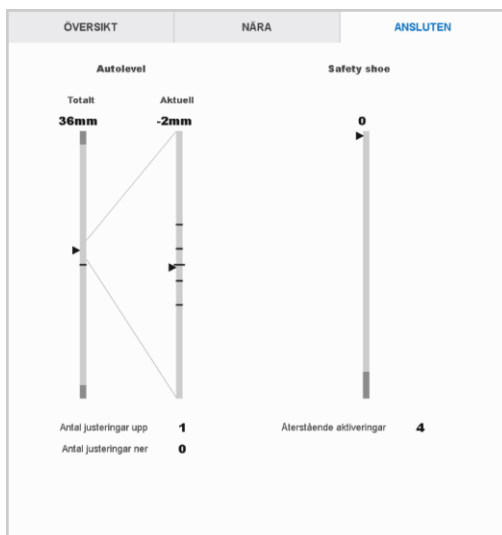 ÖVERSIKT NÄRA ANSLUTEN
Autolevel Safety shoe
Totalt Aktuell
36mm -2mm 0
Antal justeringar upp 1 Återstående aktiveringar 4
Antal justeringar ner 0